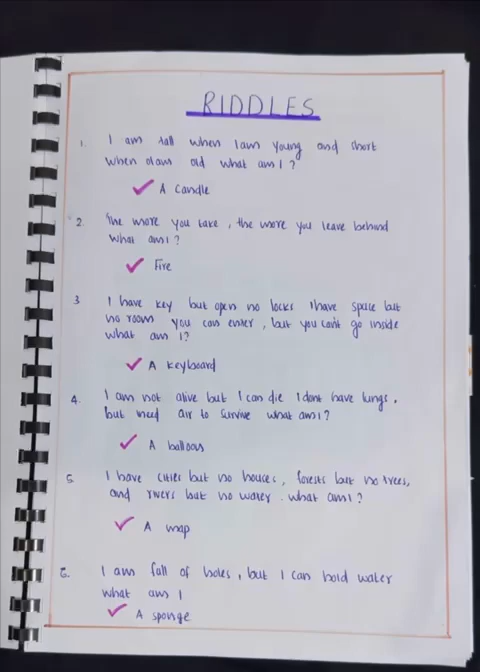 RIDDLES
1. I am tall when I am young and short
when I am old what am I?
A candle
2. The more you take, the more you leave behind
what am I?
Fire
3 I have key but open no locks I have space but
no room you can enter, but you can't go inside
what am I?
A keyboard
4. I am not alive but I can die I dont have lungs.
but need air to survive what am I?
A balloon
5. I have cities but no houses, forests but no trees,
and rivers but no water. what am I?
A map
6. I am full of holes, but I can hold water
what am I
A sponge